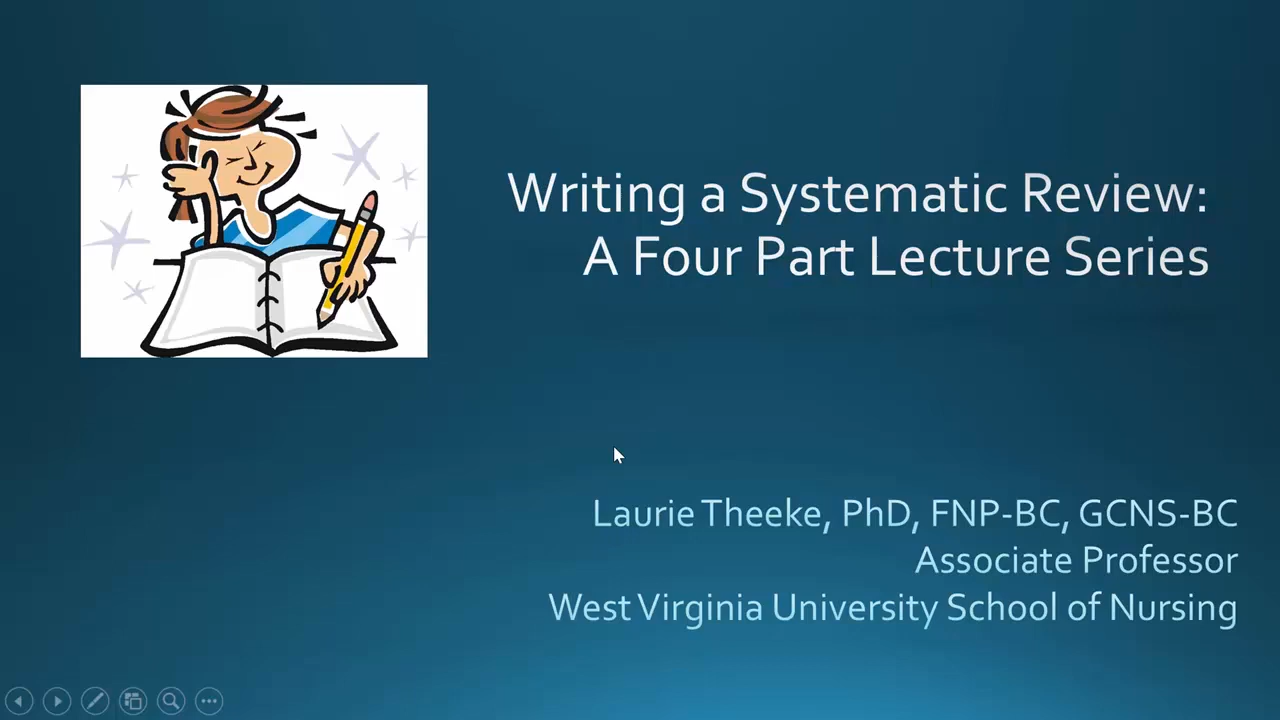 Writing a Systematic Review:
A Four Part Lecture Series
Laurie Theeke, PhD, FNP-BC, GCNS-BC
Associate Professor
West Virginia University School of Nursing